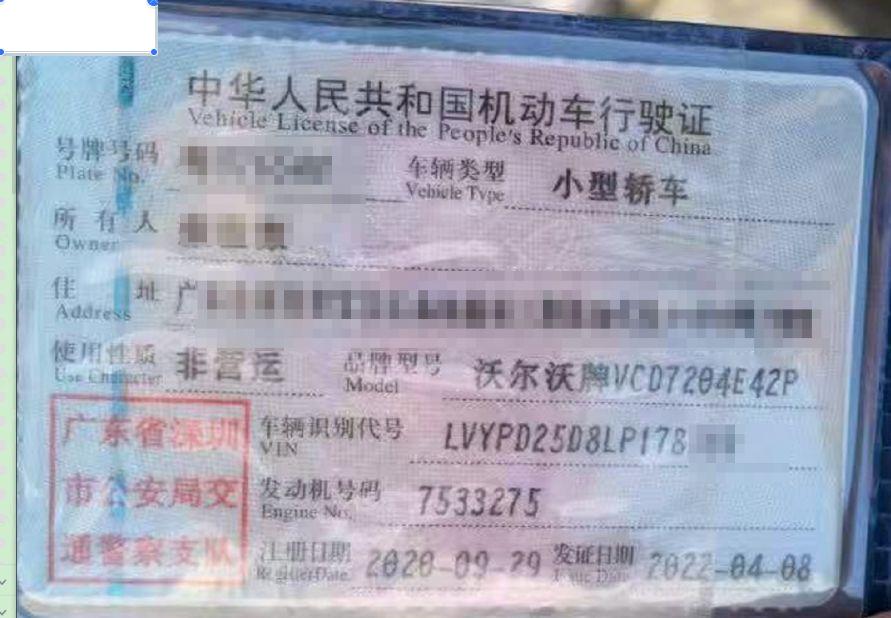 中华人民共和国机动车行驶证
Vehicle License of the People's Republic of China
号牌号码
Plate No.
车辆类型 小型轿车
Vehicle Type
所有人
Owner
住址 广
Address
使用性质 非营运
Use Character
品牌型号 沃尔沃牌VCD7204E42P
Model
广东省深圳
市公安局交
通警察支队
车辆识别代号 LVYPD25D8LP178
VIN
发动机号码 7533275
Engine No.
注册日期 2020-09-29
Register Date
发证日期 2022-04-08
Issue Date